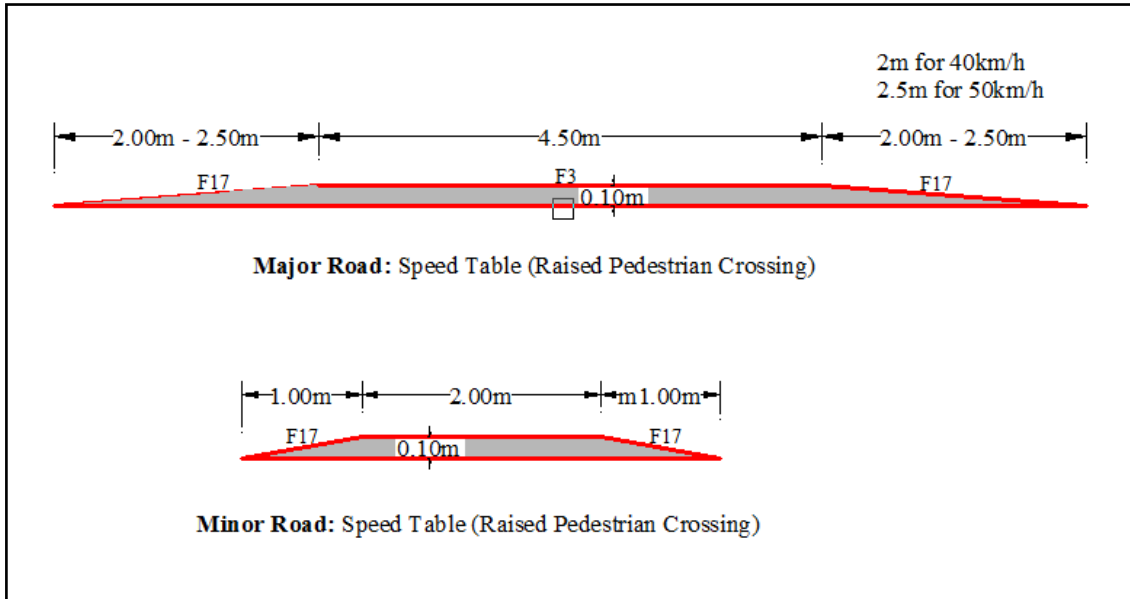 2m for 40km/h
2.5m for 50km/h
2.00m - 2.50m 4.50m 2.00m - 2.50m
F17 F3 F17
0.10m
Major Road: Speed Table (Raised Pedestrian Crossing)
1.00m 2.00m m1.00m
F17 F17
0.10m
Minor Road: Speed Table (Raised Pedestrian Crossing)